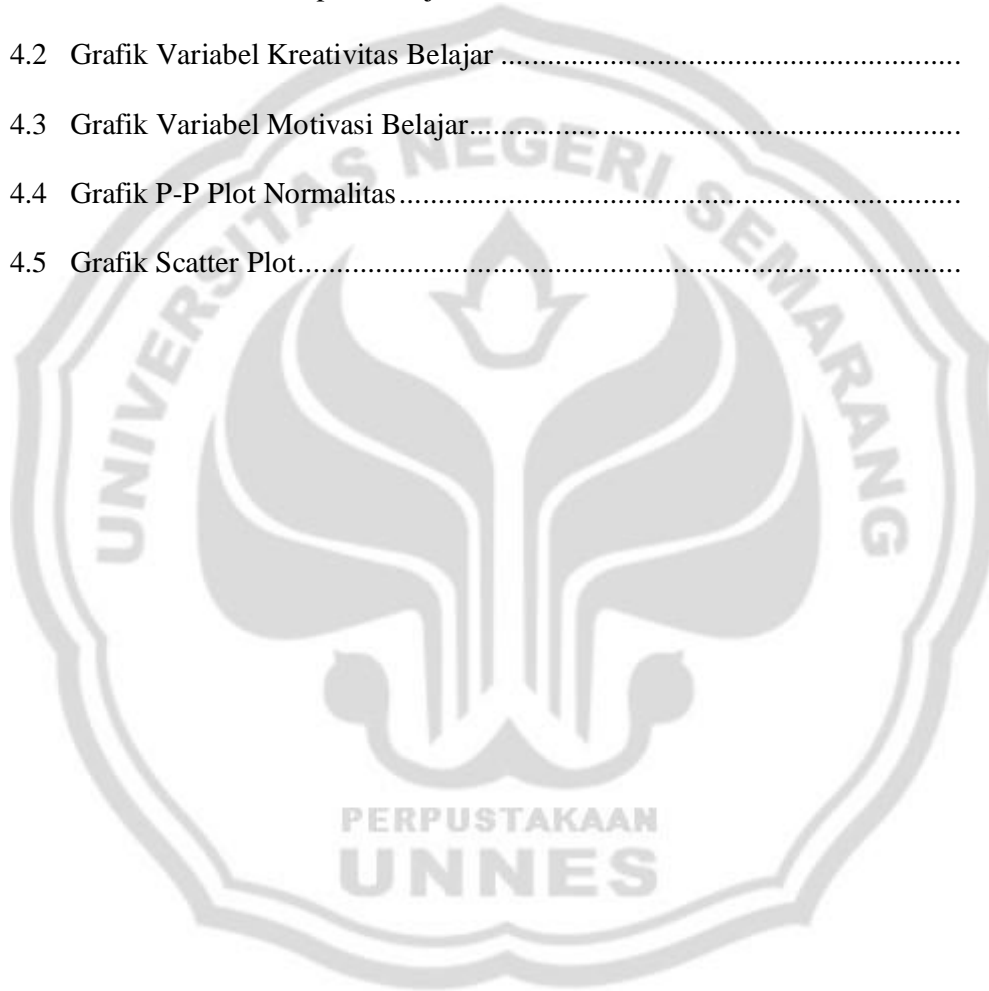 4.2 Grafik Variabel Kreativitas Belajar ...........................................................
4.3 Grafik Variabel Motivasi Belajar...............................................................
4.4 Grafik P-P Plot Normalitas........................................................................
4.5 Grafik Scatter Plot.....................................................................................
UNIVERSITAS NEGERI SEMARANG
PERPUSTAKAAN
UNNES